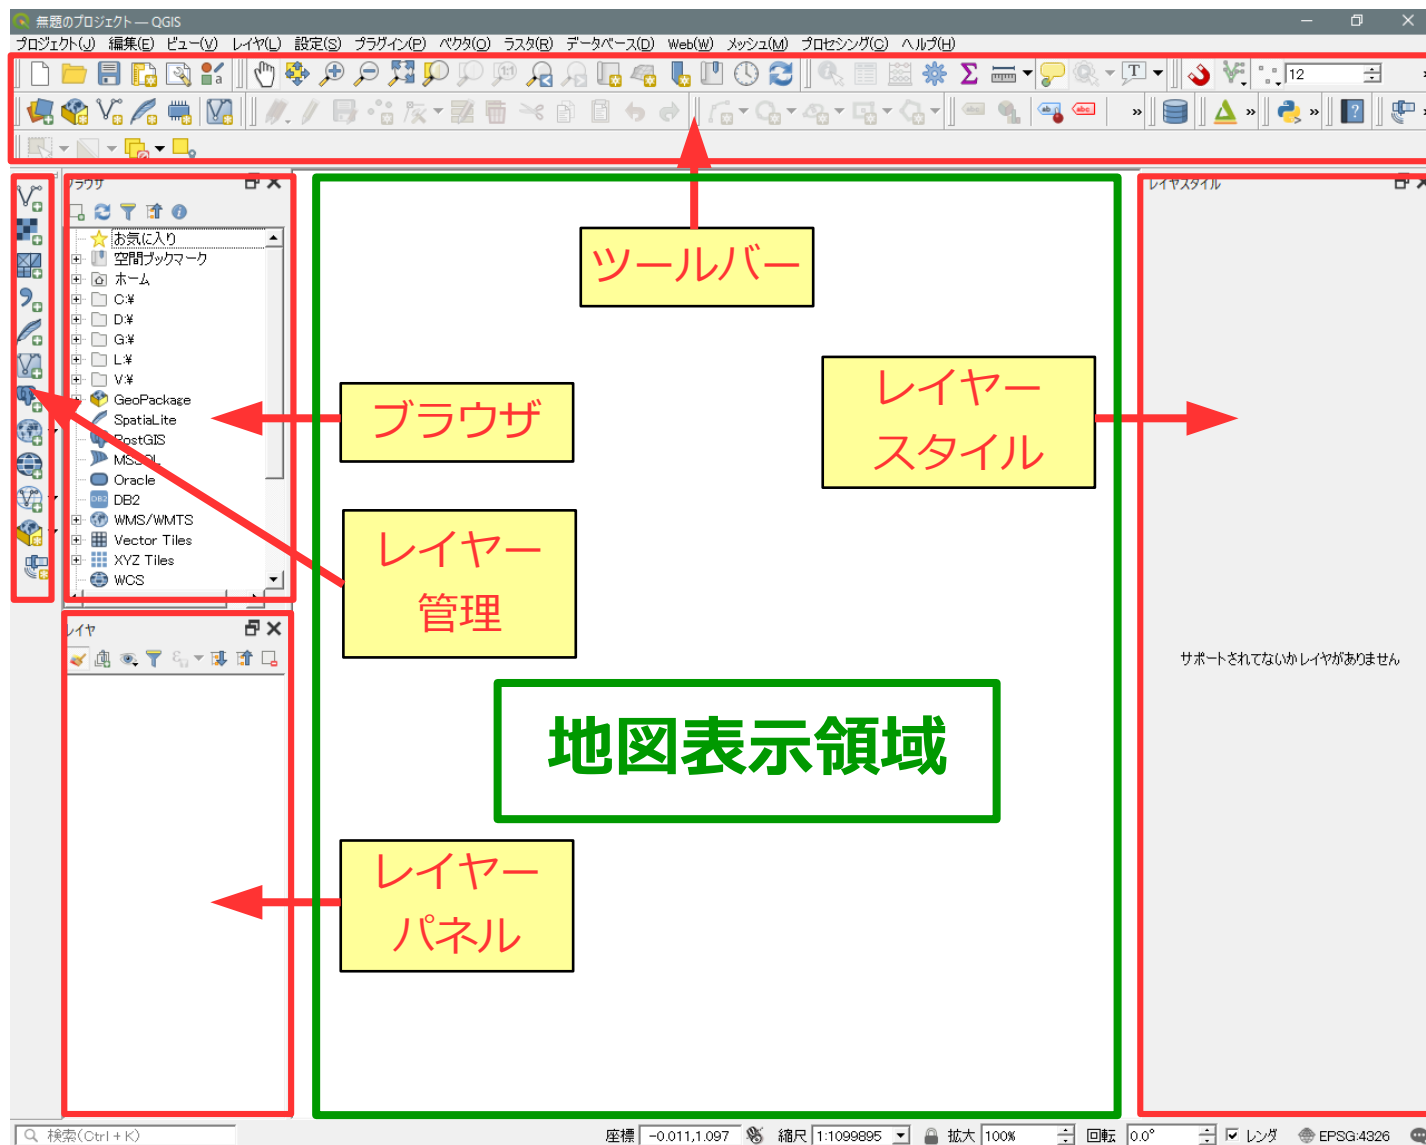 無題のプロジェクト — QGIS
プロジェクト(J) 編集(E) ビュー(V) レイヤ(L) 設定(S) プラグイン(P) ベクタ(O) ラスタ(R) データベース(D) Web(W) メッシュ(M) プロセシング(C) ヘルプ(H)
12
ブラウザ
お気に入り
空間ブックマーク
ホーム
C:¥
D:¥
G:¥
L:¥
V:¥
GeoPackage
SpatiaLite
PostGIS
MSSQL
Oracle
DB2
WMS/WMTS
Vector Tiles
XYZ Tiles
WCS
レイヤ
ツールバー
ブラウザ
レイヤー
管理
レイヤー
スタイル
地図表示領域
レイヤー
パネル
レイヤスタイル
サポートされてないかレイヤがありません
検索(Ctrl+K)
座標 -0.011,1.097 縮尺 1:1099895 拡大 100% 回転 0.0° レンダ EPSG:4326